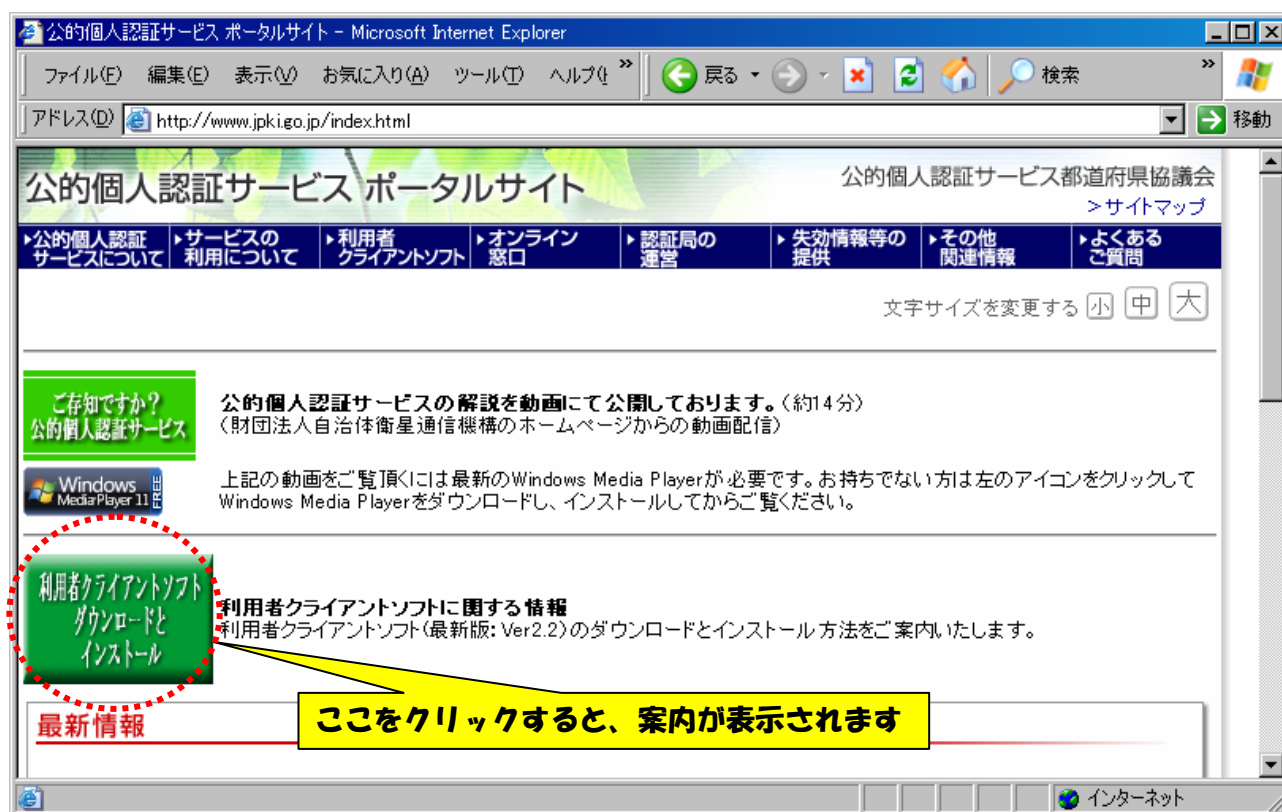 公的個人認証サービス ポータルサイト - Microsoft Internet Explorer
ファイル(F) 編集(E) 表示(V) お気に入り(A) ツール(T) ヘルプ(H » 戻る 検索 »
アドレス(D) http://www.jpki.go.jp/index.html 移動
公的個人認証サービス ポータルサイト
公的個人認証サービス都道府県協議会
>サイトマップ
公的個人認証サービスについて
サービスの利用について
利用者クライアントソフト
オンライン窓口
認証局の運営
失効情報等の提供
その他関連情報
よくあるご質問
文字サイズを変更する 小 中 大
ご存知ですか?
公的個人認証サービス
公的個人認証サービスの解説を動画にて公開しております。(約14分)
(財団法人自治体衛星通信機構のホームページからの動画配信)
Windows
Media Player 11
FREE
上記の動画をご覧頂くには最新のWindows Media Playerが必要です。お持ちでない方は左のアイコンをクリックして
Windows Media Playerをダウンロードし、インストールしてからご覧ください。
利用者クライアントソフト
ダウンロードと
インストール
利用者クライアントソフトに関する情報
利用者クライアントソフト(最新版: Ver2.2)のダウンロードとインストール方法をご案内いたします。
ここをクリックすると、案内が表示されます
最新情報
インターネット